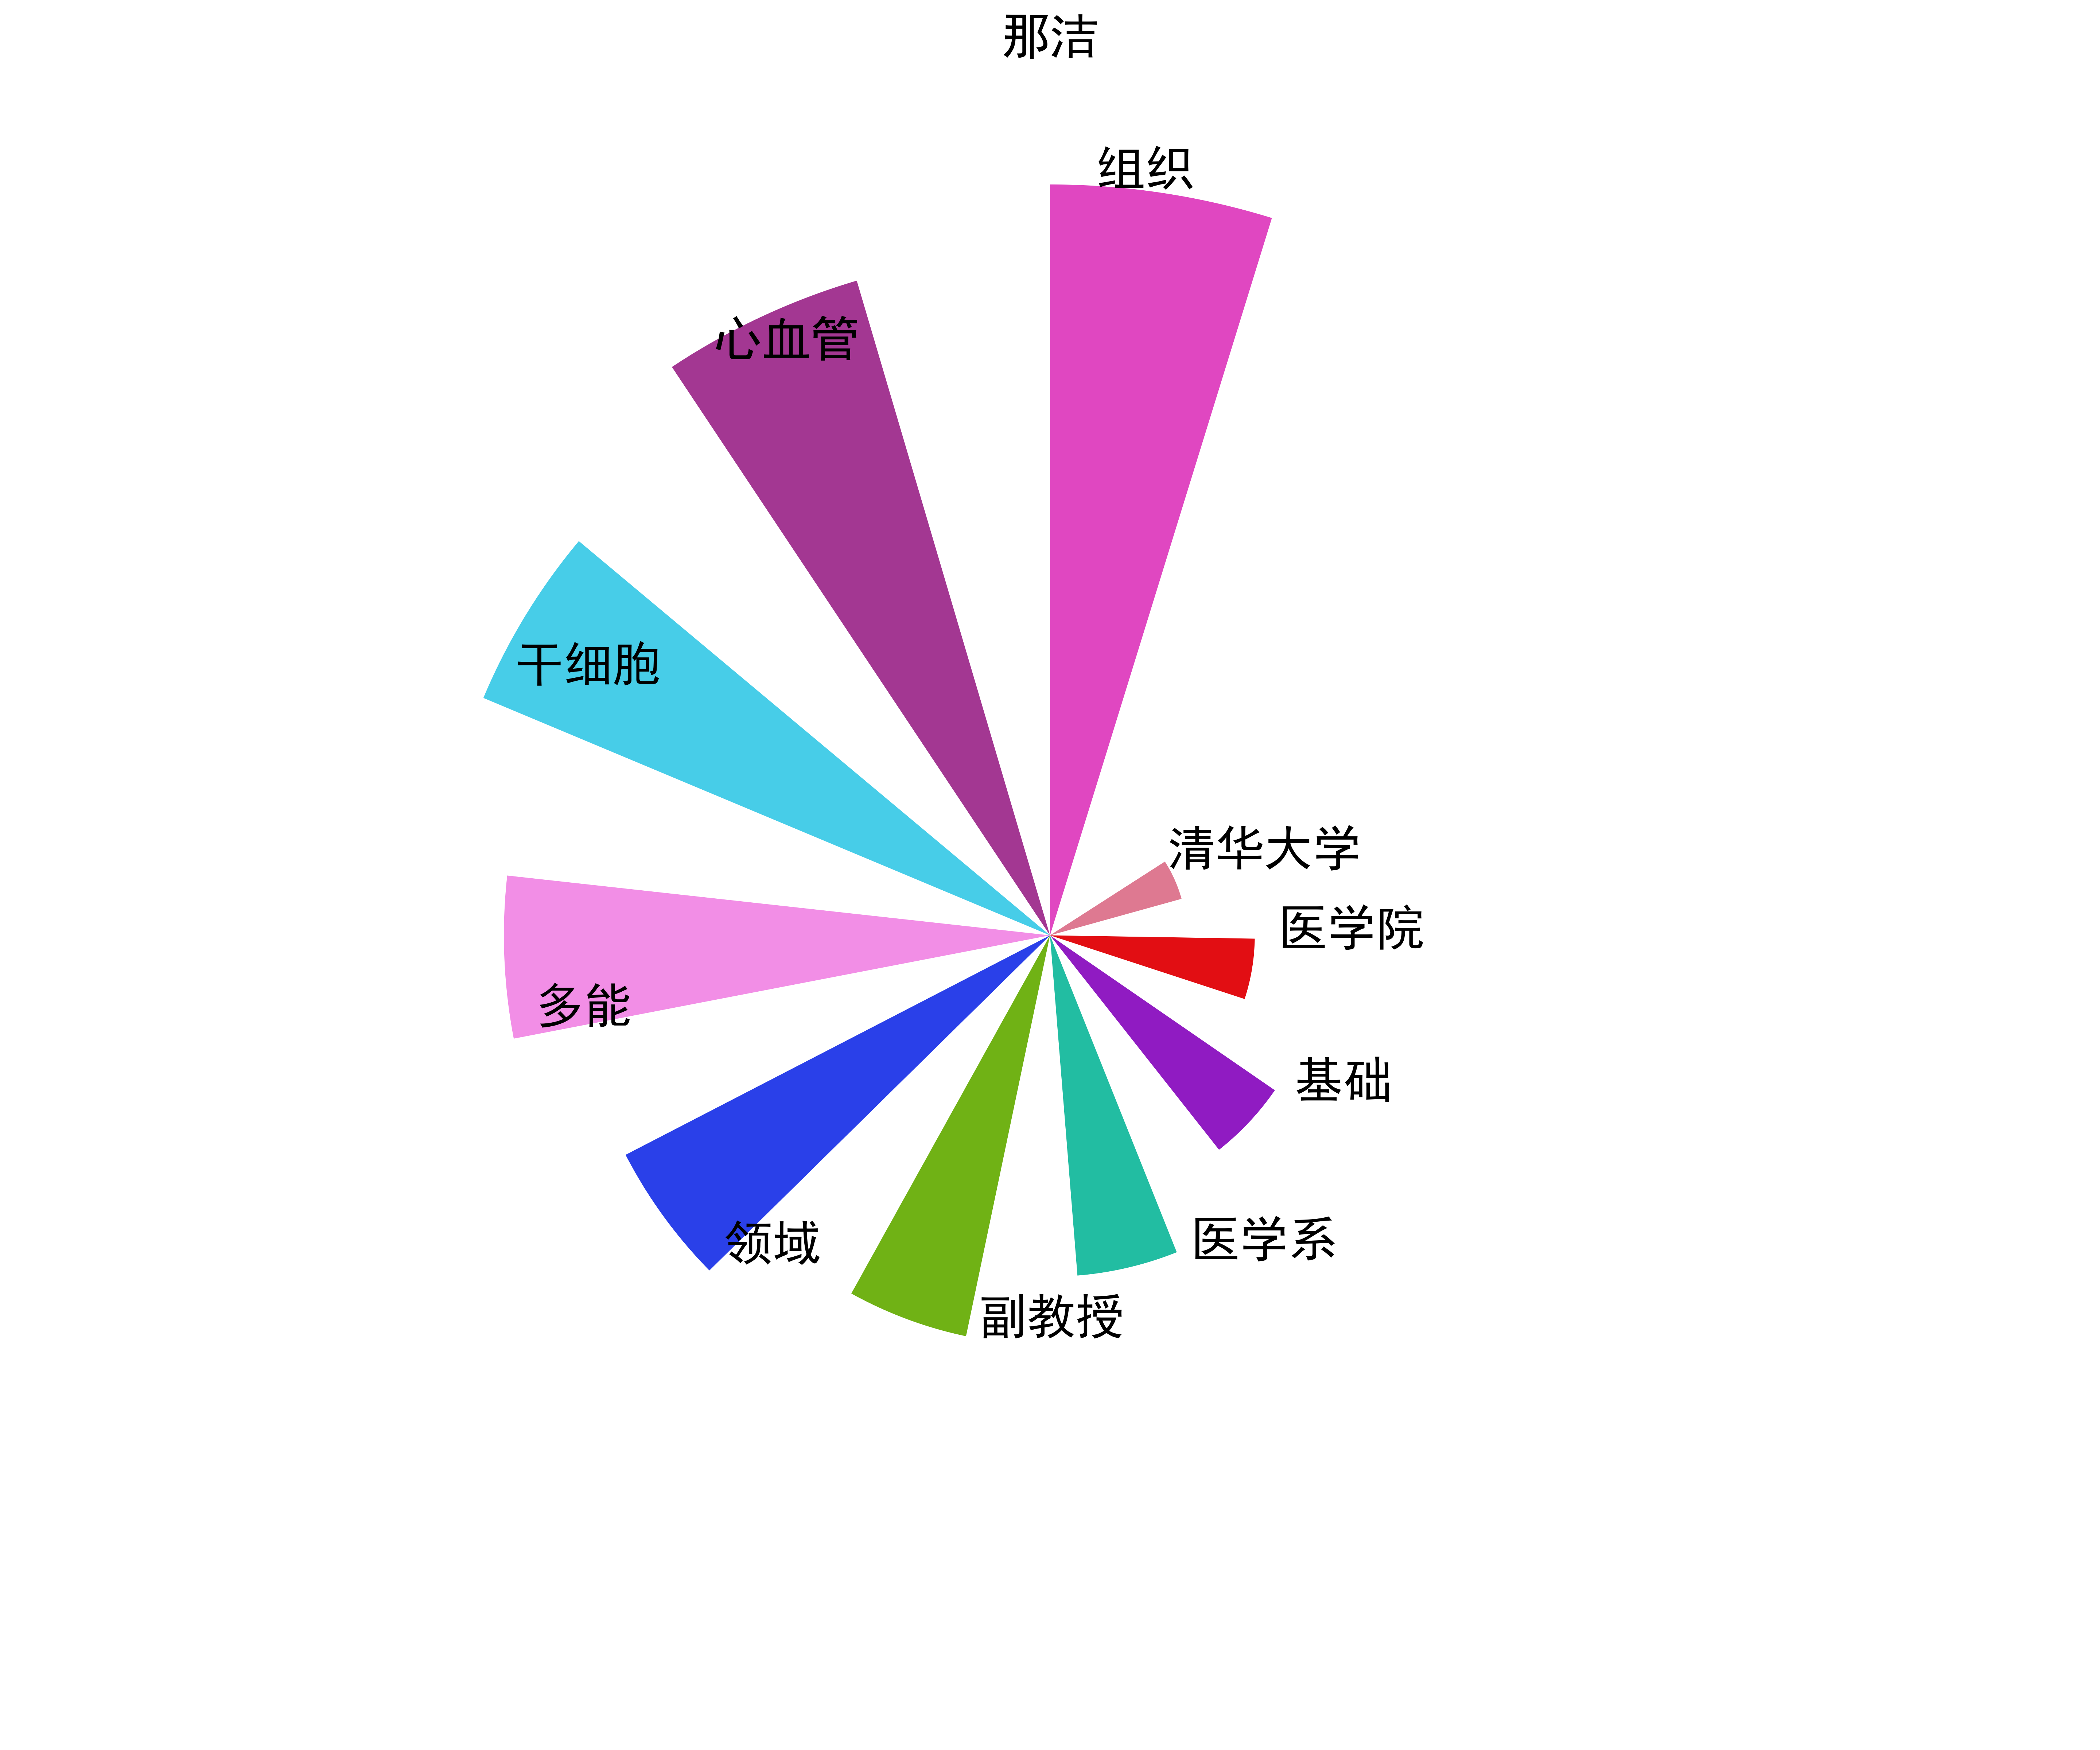 那洁
组织
心血管
干细胞
清华大学
医学院
多能
基础
领域
医学系
副教授